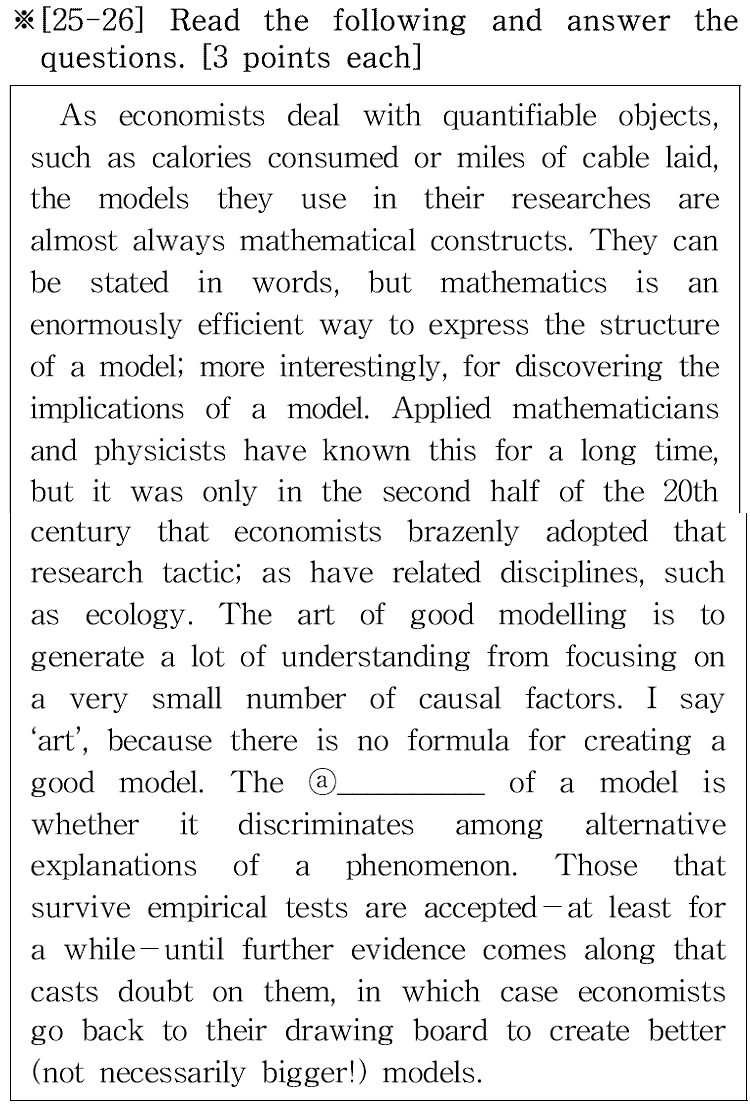 ※[25-26] Read the following and answer the
questions. [3 points each]
As economists deal with quantifiable objects,
such as calories consumed or miles of cable laid,
the models they use in their researches are
almost always mathematical constructs. They can
be stated in words, but mathematics is an
enormously efficient way to express the structure
of a model; more interestingly, for discovering the
implications of a model. Applied mathematicians
and physicists have known this for a long time,
but it was only in the second half of the 20th
century that economists brazenly adopted that
research tactic; as have related disciplines, such
as ecology. The art of good modelling is to
generate a lot of understanding from focusing on
a very small number of causal factors. I say
‘art’, because there is no formula for creating a
good model. The ⓐ__________ of a model is
whether it discriminates among alternative
explanations of a phenomenon. Those that
survive empirical tests are accepted－at least for
a while－until further evidence comes along that
casts doubt on them, in which case economists
go back to their drawing board to create better
(not necessarily bigger!) models.